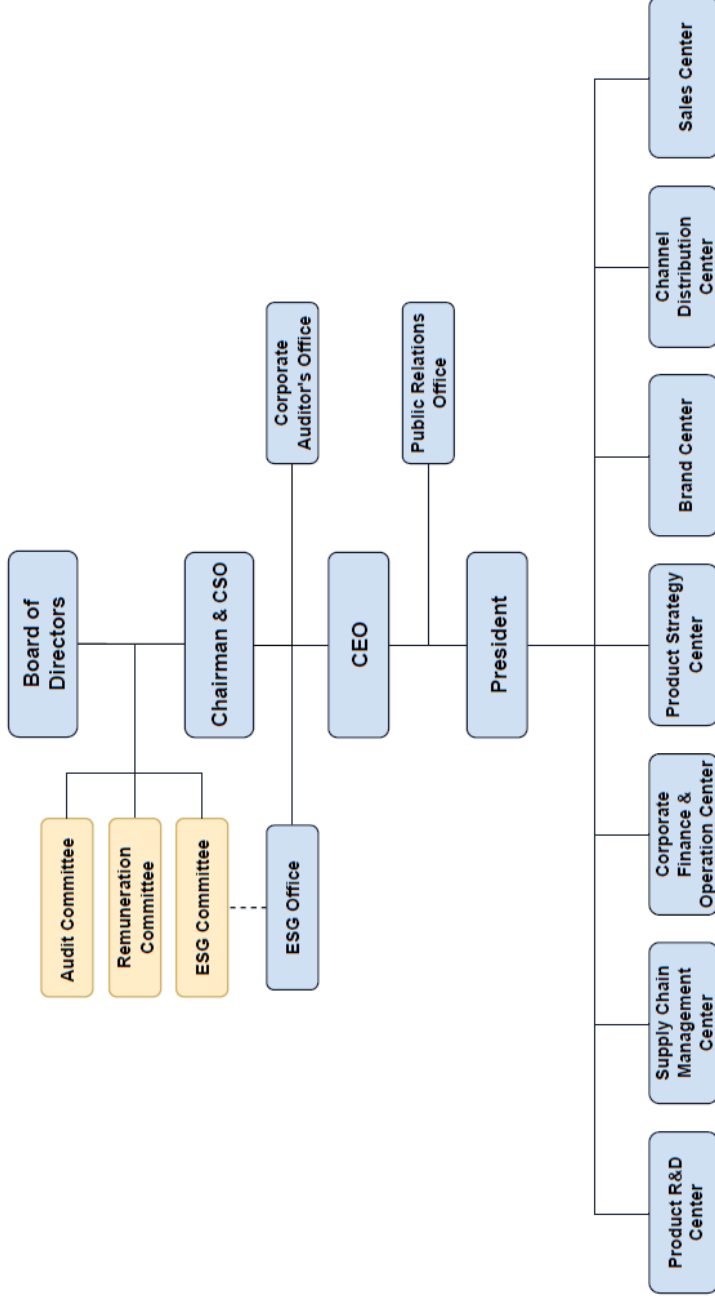 Board of
Directors
Audit Committee
Remuneration
Committee
ESG Committee
Chairman & CSO
ESG Office
Corporate
Auditor's Office
CEO
Public Relations
Office
President
Product R&D
Center
Supply Chain
Management
Center
Corporate
Finance &
Operation Center
Product Strategy
Center
Brand Center
Channel
Distribution
Center
Sales Center